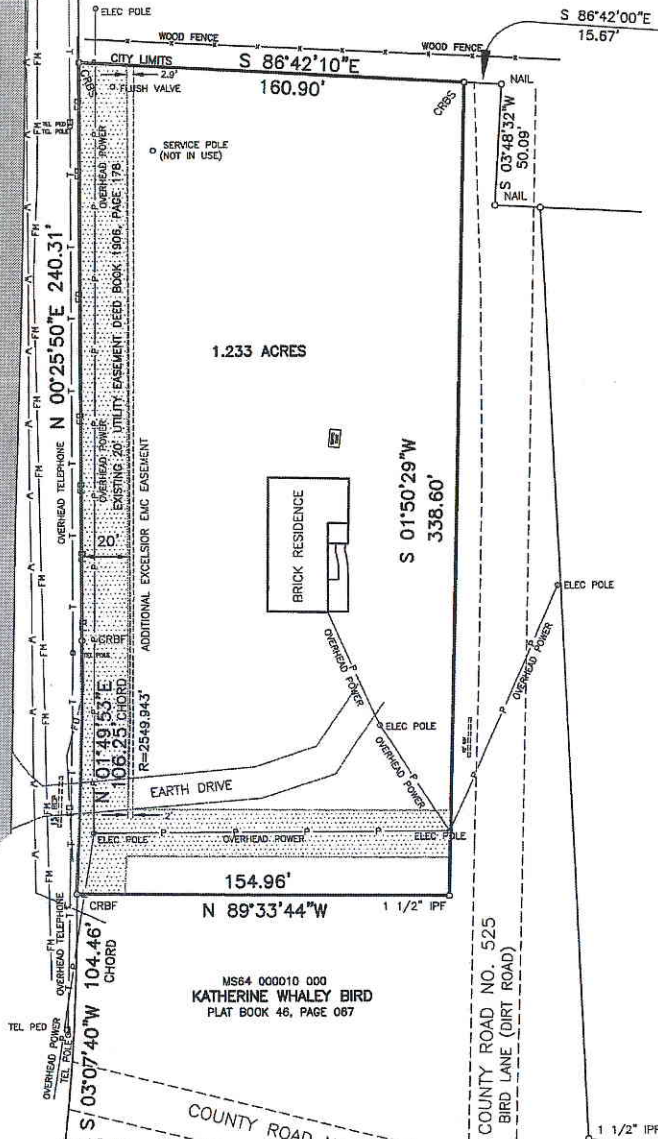 ELEC POLE
S 86°42'00"E
15.67'
WOOD FENCE
WOOD FENCE
CITY LIMITS
S 86°42'10"E
160.90'
2.9'
FLUSH VALVE
CRBS
CRBS
NAIL
SERVICE POLE
(NOT IN USE)
S 03°48'32"W
50.09'
NAIL
TEL PED
TEL POLE
OVERHEAD POWER
N 00°25'50"E 240.31'
EXISTING 20' UTILITY EASEMENT DEED BOOK 1906, PAGE 178
1.233 ACRES
OVERHEAD TELEPHONE
OVERHEAD POWER
ADDITIONAL EXCELSIOR EMC EASEMENT
20'
BRICK RESIDENCE
S 01°50'29"W
338.60'
ELEC POLE
OVERHEAD POWER
CRBF
TEL POLE
N 01°49'53"E
106.25' CHORD
R=2549.943'
OVERHEAD POWER
ELEC POLE
OVERHEAD POWER
EARTH DRIVE
2'
ELEC POLE
OVERHEAD POWER
ELEC POLE
154.96'
CRBF
N 89°33'44"W
1 1/2" IPF
OVERHEAD TELEPHONE
S 03°07'40"W 104.46'
CHORD
MS64 000010 000
KATHERINE WHALEY BIRD
PLAT BOOK 46, PAGE 067
TEL PED
OVERHEAD POWER
TEL POLE
COUNTY ROAD NO. 525
BIRD LANE (DIRT ROAD)
COUNTY ROAD
1 1/2" IPF